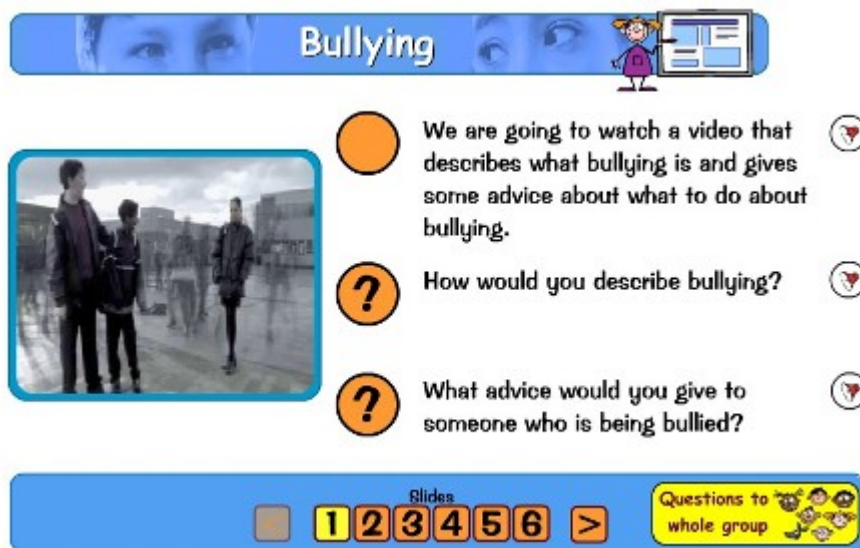 Bullying
We are going to watch a video that
describes what bullying is and gives
some advice about what to do about
bullying.
?
How would you describe bullying?
?
What advice would you give to
someone who is being bullied?
Slides
<
1 2 3 4 5 6 >
Questions to
whole group